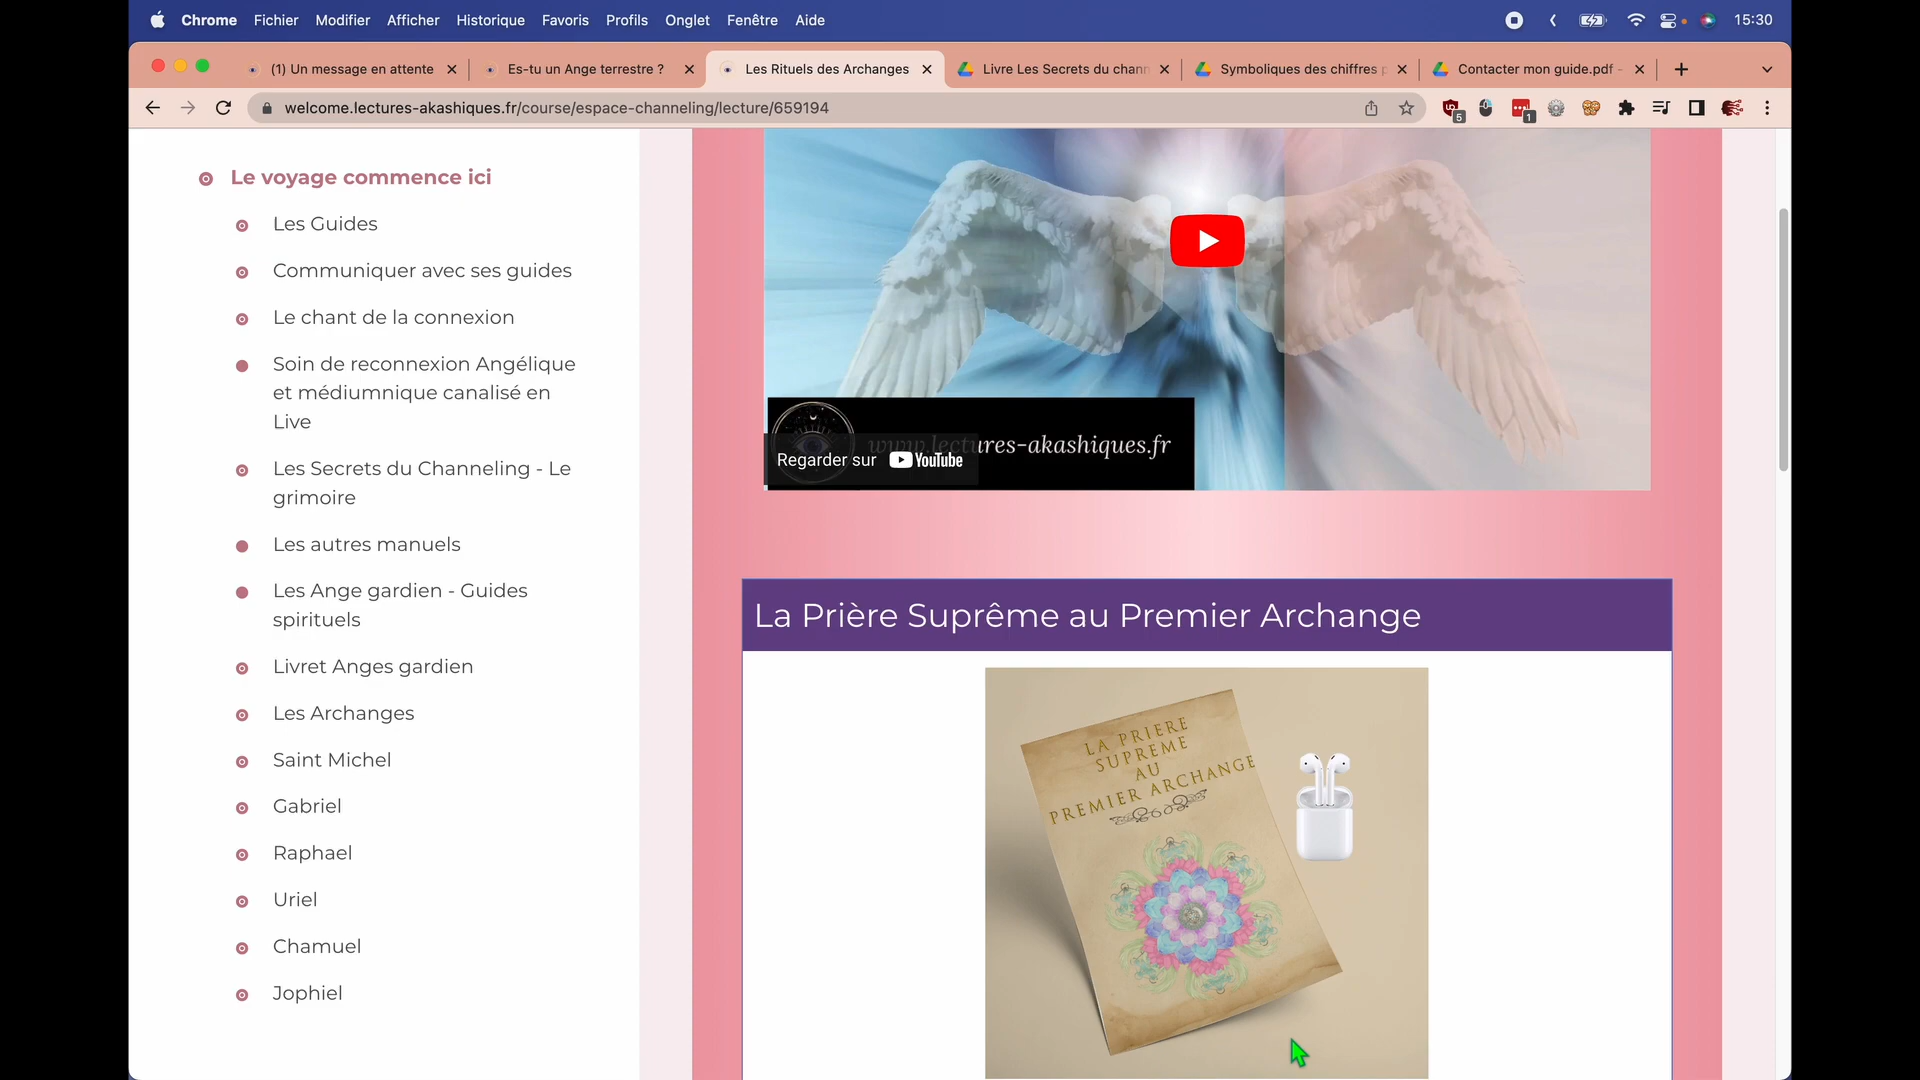 Chrome Fichier Modifier Afficher Historique Favoris Profils Onglet Fenêtre Aide 15:30
(1) Un message en attente Es-tu un Ange terrestre ? Les Rituels des Archanges Livre Les Secrets du chann Symboliques des chiffres p Contacter mon guide.pdf -
welcome.lectures-akashiques.fr/course/espace-channeling/lecture/659194 5 1
Le voyage commence ici
Les Guides
Communiquer avec ses guides
Le chant de la connexion
Soin de reconnexion Angélique
et médiumnique canalisé en
Live
Les Secrets du Channeling - Le
grimoire
Les autres manuels
Les Ange gardien - Guides
spirituels
Livret Anges gardien
Les Archanges
Saint Michel
Gabriel
Raphael
Uriel
Chamuel
Jophiel
www.lectures-akashiques.fr
Regarder sur YouTube
La Prière Suprême au Premier Archange
LA PRIERE
SUPREME
AU
PREMIER ARCHANGE